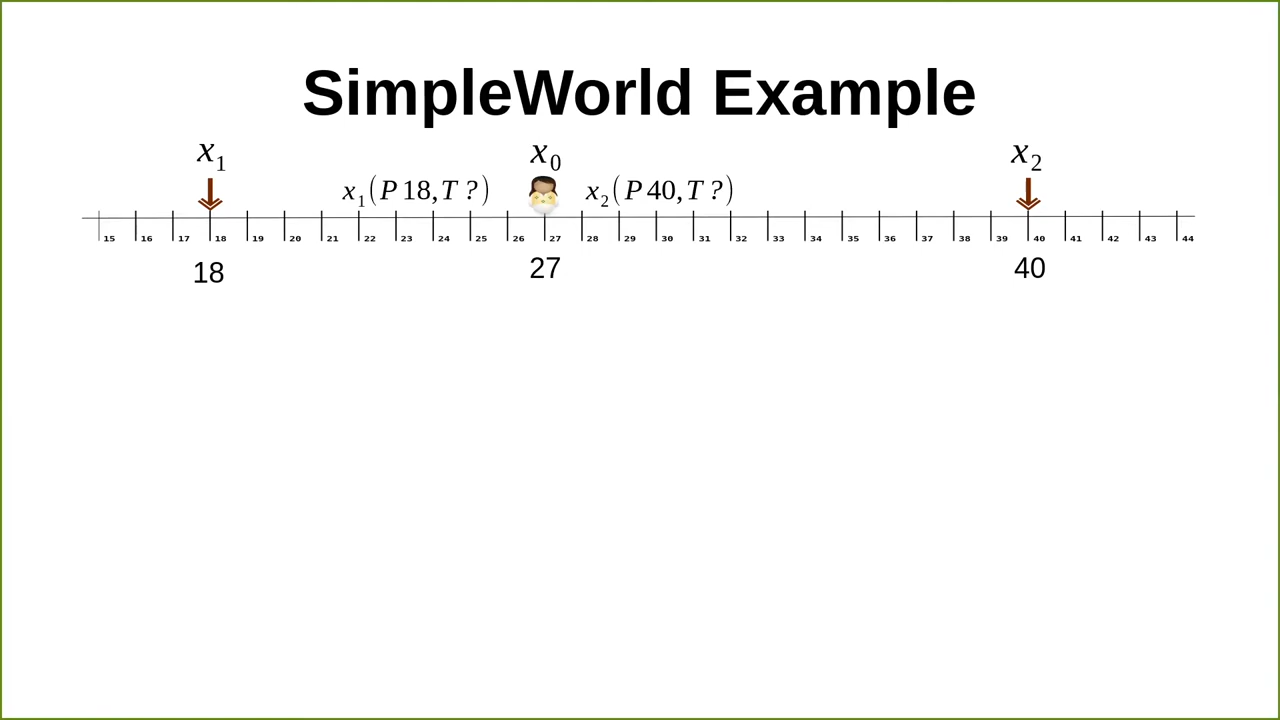 SimpleWorld Example
x₁ x₀ x₂
x₁(P 18, T ?) x₂(P 40, T ?)
15 16 17 18 19 20 21 22 23 24 25 26 27 28 29 30 31 32 33 34 35 36 37 38 39 40 41 42 43 44
18 27 40